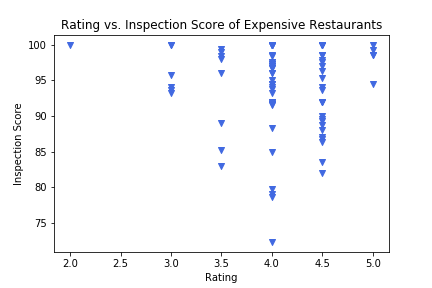 Rating vs. Inspection Score of Expensive Restaurants
100
95
90
85
80
75
Inspection Score
2.0 2.5 3.0 3.5 4.0 4.5 5.0
Rating